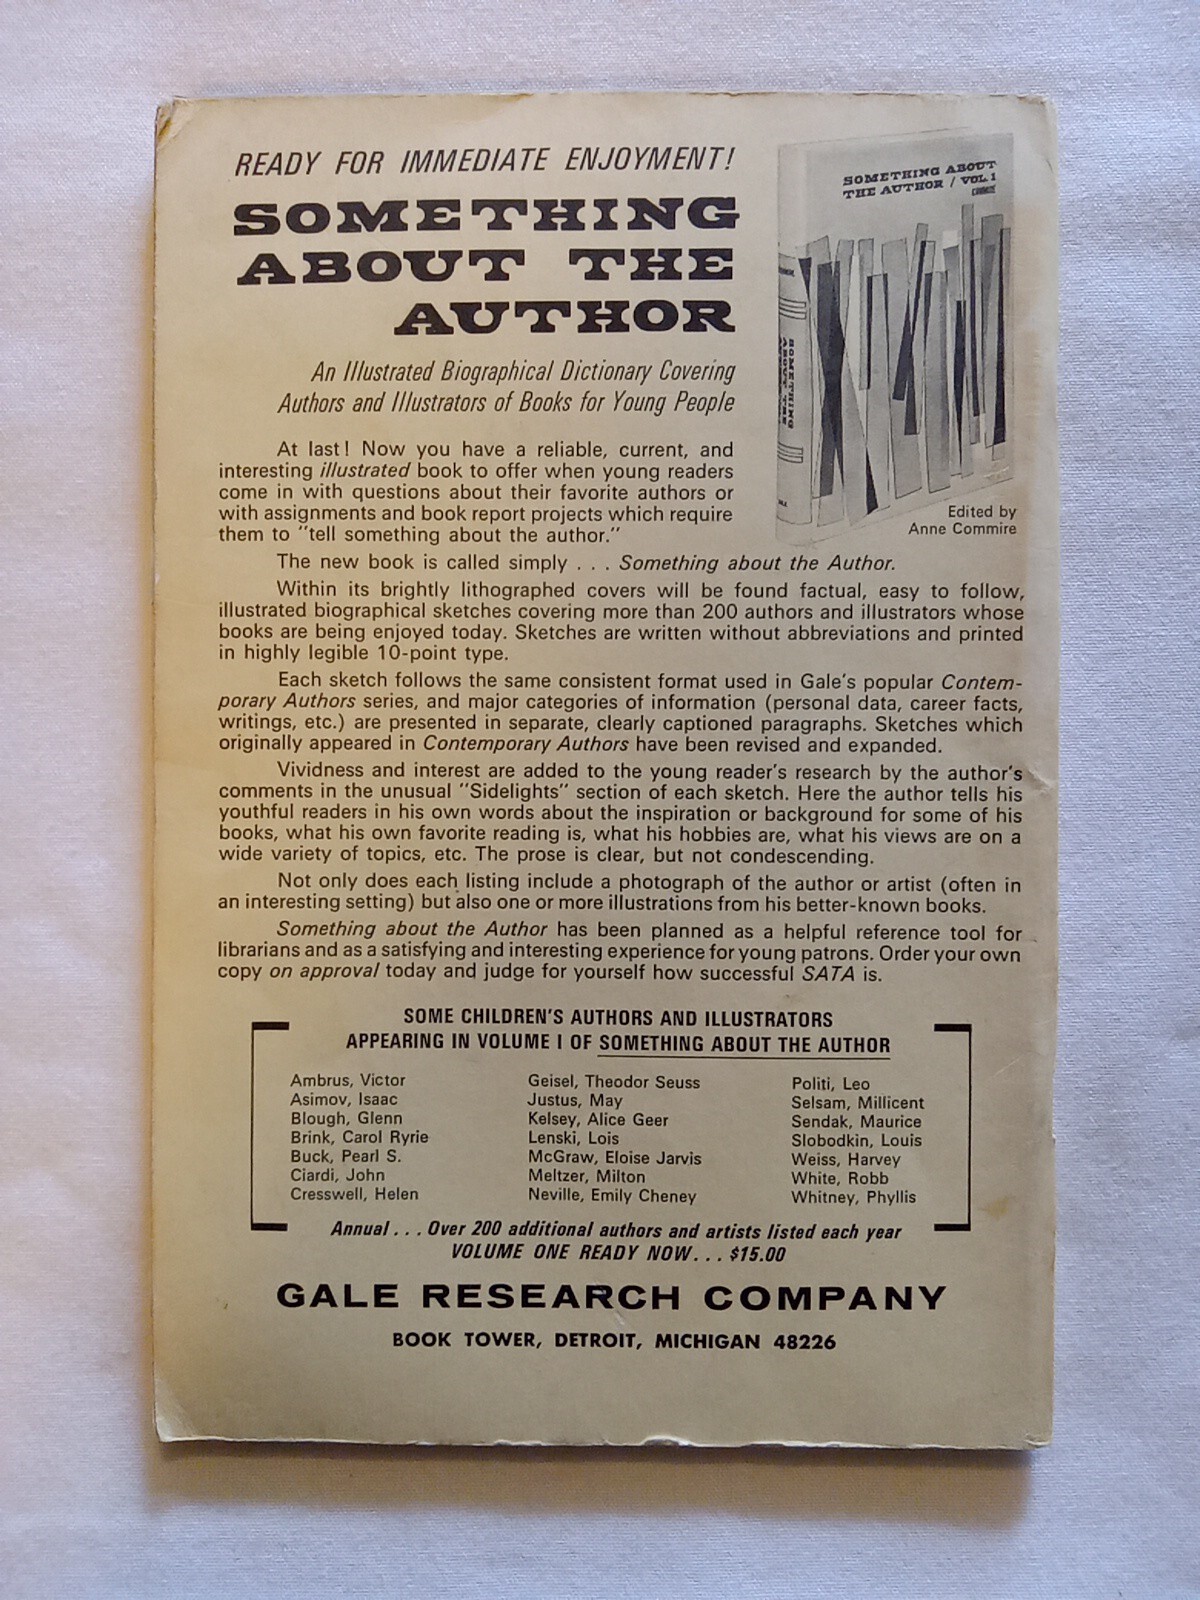 READY FOR IMMEDIATE ENJOYMENT!
SOMETHING
ABOUT THE
AUTHOR
An Illustrated Biographical Dictionary Covering
Authors and Illustrators of Books for Young People
SOMETHING ABOUT
THE AUTHOR / VOL.1
COMMIRE
SOMETHING
ABOUT THE
Edited by
Anne Commire
At last! Now you have a reliable, current, and
interesting illustrated book to offer when young readers
come in with questions about their favorite authors or
with assignments and book report projects which require
them to "tell something about the author."
The new book is called simply . . . Something about the Author.
Within its brightly lithographed covers will be found factual, easy to follow,
illustrated biographical sketches covering more than 200 authors and illustrators whose
books are being enjoyed today. Sketches are written without abbreviations and printed
in highly legible 10-point type.
Each sketch follows the same consistent format used in Gale's popular Contem-
porary Authors series, and major categories of information (personal data, career facts,
writings, etc.) are presented in separate, clearly captioned paragraphs. Sketches which
originally appeared in Contemporary Authors have been revised and expanded.
Vividness and interest are added to the young reader's research by the author's
comments in the unusual "Sidelights" section of each sketch. Here the author tells his
youthful readers in his own words about the inspiration or background for some of his
books, what his own favorite reading is, what his hobbies are, what his views are on a
wide variety of topics, etc. The prose is clear, but not condescending.
Not only does each listing include a photograph of the author or artist (often in
an interesting setting) but also one or more illustrations from his better-known books.
Something about the Author has been planned as a helpful reference tool for
librarians and as a satisfying and interesting experience for young patrons. Order your own
copy on approval today and judge for yourself how successful SATA is.
SOME CHILDREN'S AUTHORS AND ILLUSTRATORS
APPEARING IN VOLUME I OF SOMETHING ABOUT THE AUTHOR
Ambrus, Victor
Asimov, Isaac
Blough, Glenn
Brink, Carol Ryrie
Buck, Pearl S.
Ciardi, John
Cresswell, Helen
Geisel, Theodor Seuss
Justus, May
Kelsey, Alice Geer
Lenski, Lois
McGraw, Eloise Jarvis
Meltzer, Milton
Neville, Emily Cheney
Politi, Leo
Selsam, Millicent
Sendak, Maurice
Slobodkin, Louis
Weiss, Harvey
White, Robb
Whitney, Phyllis
Annual . . . Over 200 additional authors and artists listed each year
VOLUME ONE READY NOW . . . $15.00
GALE RESEARCH COMPANY
BOOK TOWER, DETROIT, MICHIGAN 48226